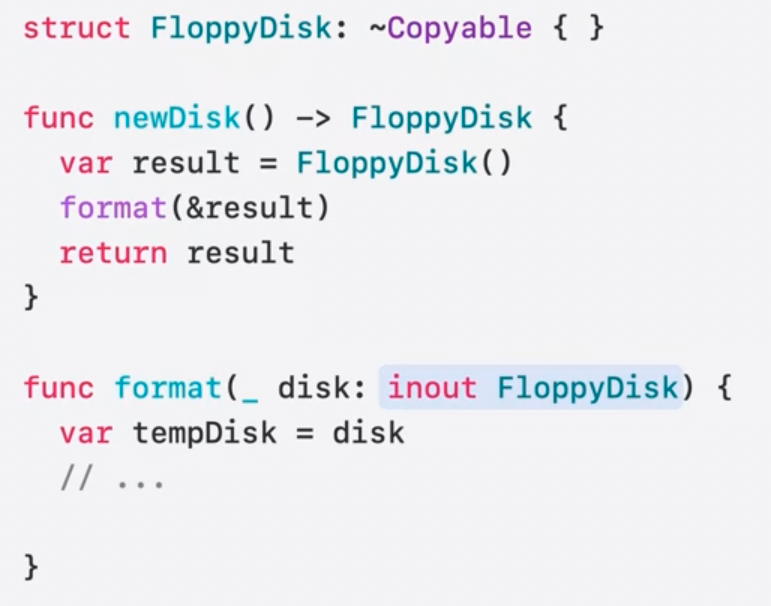 struct FloppyDisk: ~Copyable { }
func newDisk() -> FloppyDisk {
  var result = FloppyDisk()
  format(&result)
  return result
}
func format(_ disk: inout FloppyDisk) {
  var tempDisk = disk
  // ...
}